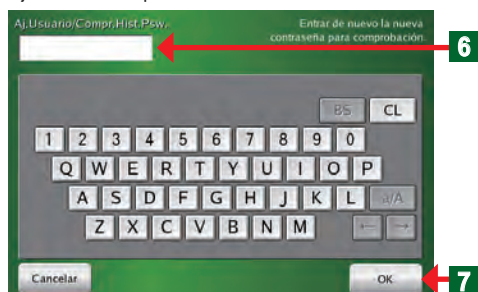 Aj.Usuario/Compr.Hist.Psw.
Entrar de nuevo la nueva
contraseña para comprobación.
6
BS CL
1 2 3 4 5 6 7 8 9 0
Q W E R T Y U I O P
A S D F G H J K L a/A
Z X C V B N M ← →
Cancelar OK 7